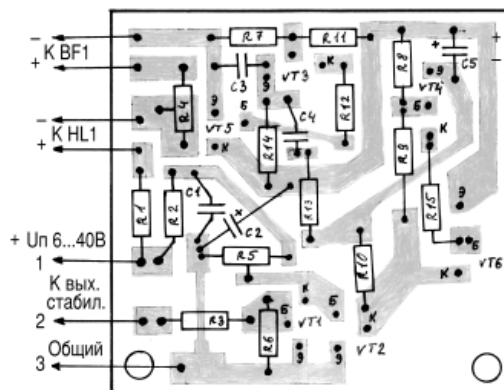 − К BF1
+
− К HL1
+
+ Uп 6...40В
1
К вых. стабил.
2
Общий
3
R7
R11
C3
VT3
К
R8
+
C5
−
+
R4
Э
Б
VT5
К
R14
C4
R12
Э
VT4
Б
К
R9
R1
R2
C1
+
C2
R13
R15
Э
R5
R10
Б
VT6
К
R3
R6
Б
К
VT1
Б
К
Э
Э
VT2